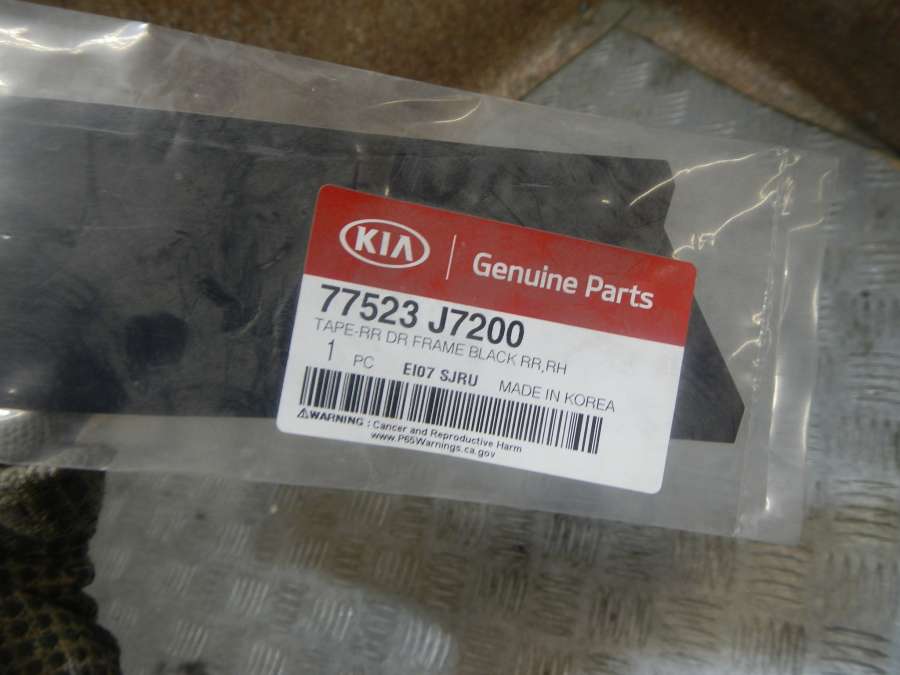 KIA Genuine Parts
77523 J7200
TAPE-RR DR FRAME BLACK RR,RH
1 PC EI07 SJRU MADE IN KOREA
WARNING : Cancer and Reproductive Harm
www.P65Warnings.ca.gov